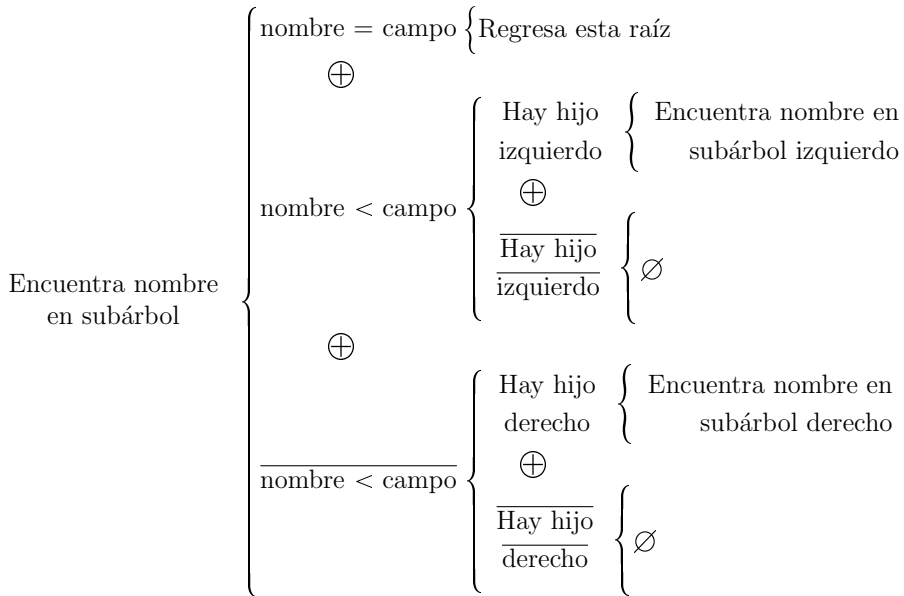 nombre = campo { Regresa esta raíz
⊕
Hay hijo
izquierdo
Encuentra nombre en
subárbol izquierdo
nombre < campo
⊕
Hay hijo
izquierdo
∅
Encuentra nombre
en subárbol
⊕
Hay hijo
derecho
Encuentra nombre en
subárbol derecho
nombre < campo
⊕
Hay hijo
derecho
∅